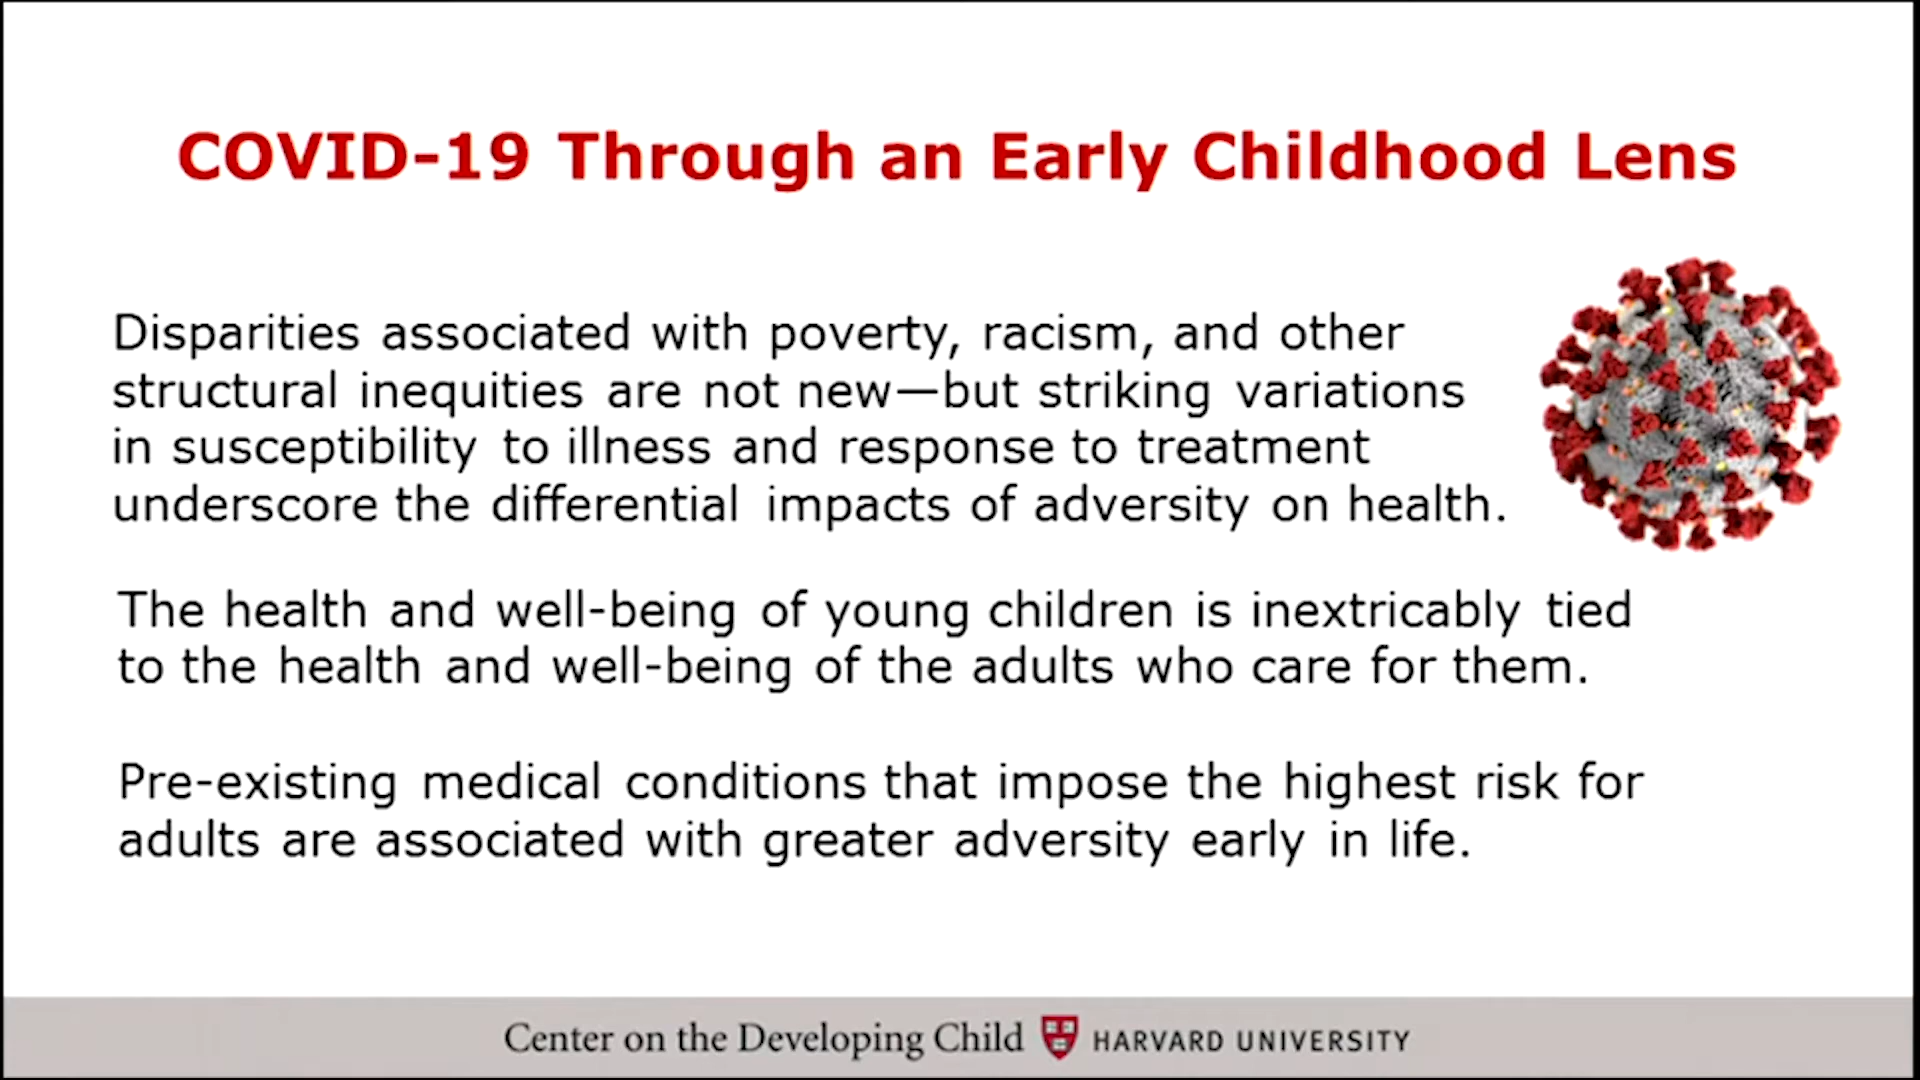 COVID-19 Through an Early Childhood Lens
Disparities associated with poverty, racism, and other
structural inequities are not new—but striking variations
in susceptibility to illness and response to treatment
underscore the differential impacts of adversity on health.
The health and well-being of young children is inextricably tied
to the health and well-being of the adults who care for them.
Pre-existing medical conditions that impose the highest risk for
adults are associated with greater adversity early in life.
Center on the Developing Child HARVARD UNIVERSITY